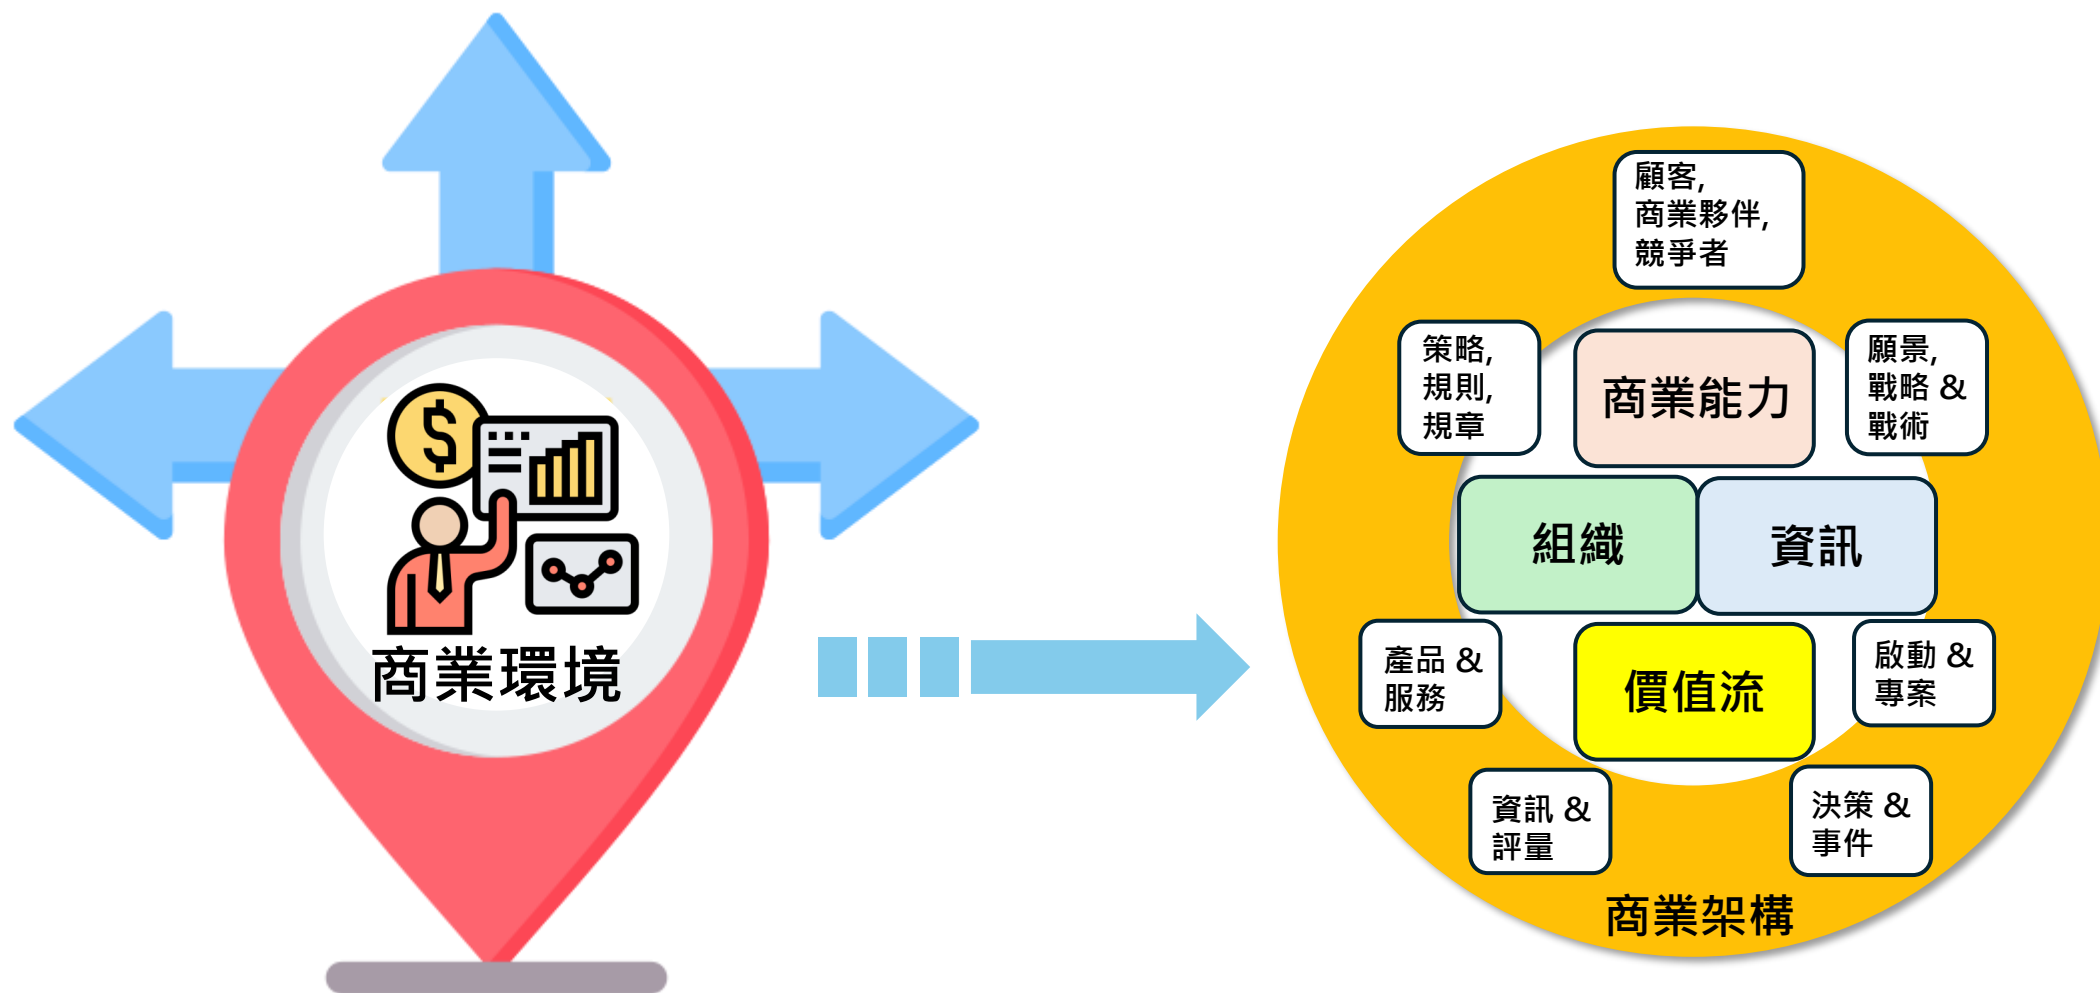 商業環境
$
顧客,
商業夥伴,
競爭者
策略,
規則,
規章
願景,
戰略 &
戰術
商業能力
組織
資訊
產品 &
服務
價值流
啟動 &
專案
資訊 &
評量
決策 &
事件
商業架構